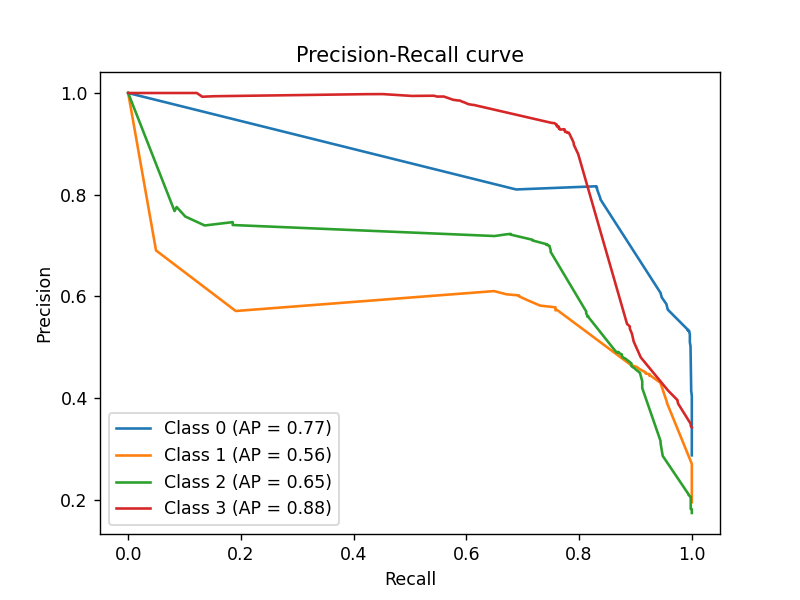 Precision-Recall curve
1.0
0.8
0.6
0.4
0.2
Precision
Class 0 (AP = 0.77)
Class 1 (AP = 0.56)
Class 2 (AP = 0.65)
Class 3 (AP = 0.88)
0.0 0.2 0.4 0.6 0.8 1.0
Recall